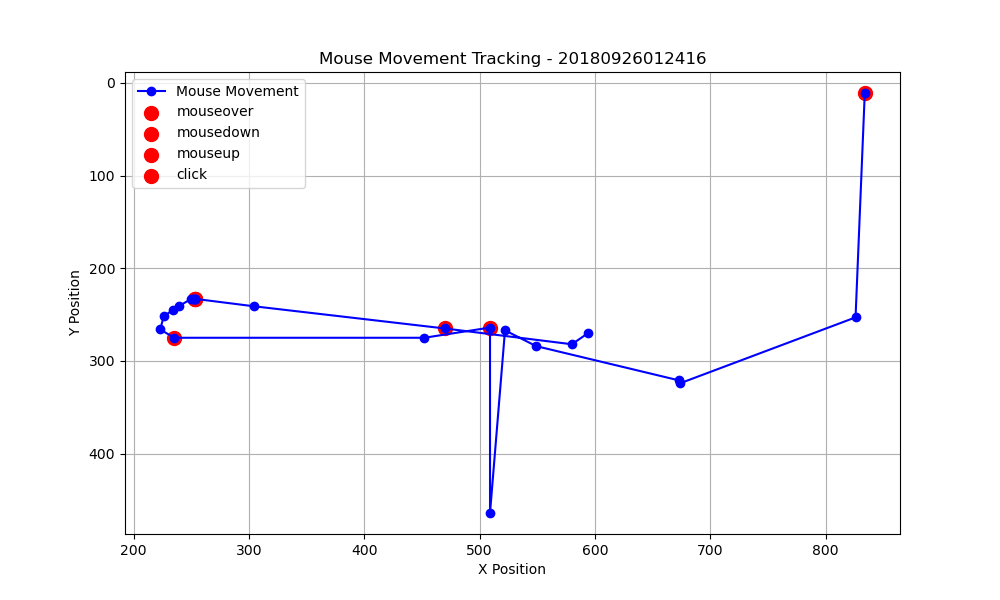 Mouse Movement Tracking - 20180926012416
Mouse Movement
mouseover
mousedown
mouseup
click
0
100
200
300
400
Y Position
200 300 400 500 600 700 800
X Position